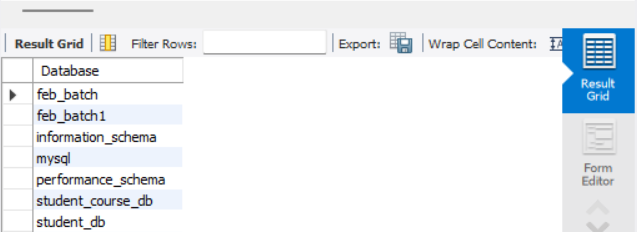 Result Grid Filter Rows: Export: Wrap Cell Content:
Result
Grid
Database
feb_batch
feb_batch1
information_schema
mysql
performance_schema
student_course_db
student_db
Form
Editor